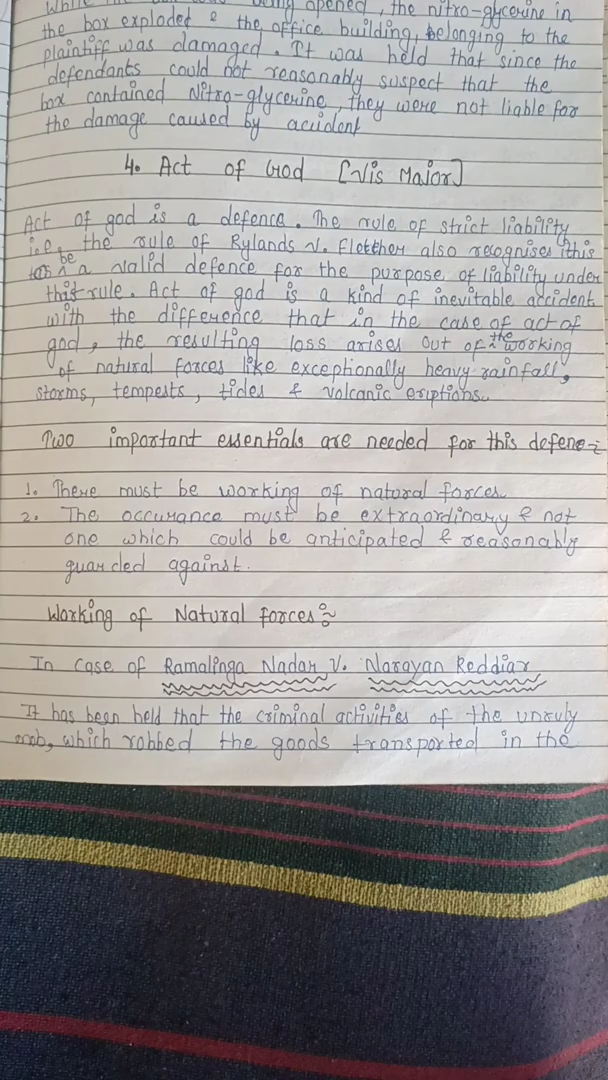 being opened, the nitro-glycerine in
the box exploded & the office building, belonging to the
plaintiff was damaged. It was held that since the
defendants could not reasonably suspect that the
box contained Nitro-glycerine, they were not liable for
the damage caused by accident
4. Act of God [Vis Major]
Act of god is a defence. The rule of strict liability
i.e, the rule of Rylands v. Fletcher also recognises this
to be a valid defence for the purpose of liability under
this rule. Act of god is a kind of inevitable accident
with the difference that in the case of act of
god, the resulting loss arises out of the working
of natural forces like exceptionally heavy rainfall,
storms, tempests, tides & volcanic eruptions.
Two important essentials are needed for this defence:
1. There must be working of natural forces
2. The occurance must be extraordinary & not
one which could be anticipated & reasonably
guarded against.
Working of Natural forces:
In Case of Ramalinga Nadar V. Narayan Reddiar
It has been held that the criminal activities of the unruly
mob, which robbed the goods transported in the